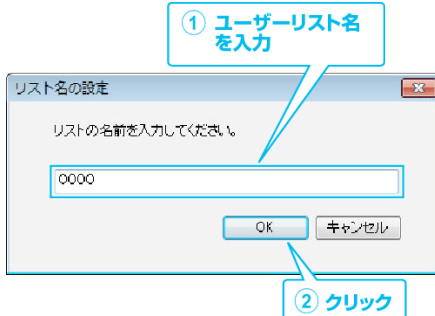 ① ユーザーリスト名
を入力
リスト名の設定
リストの名前を入力してください。
○○○○
OK
キャンセル
② クリック